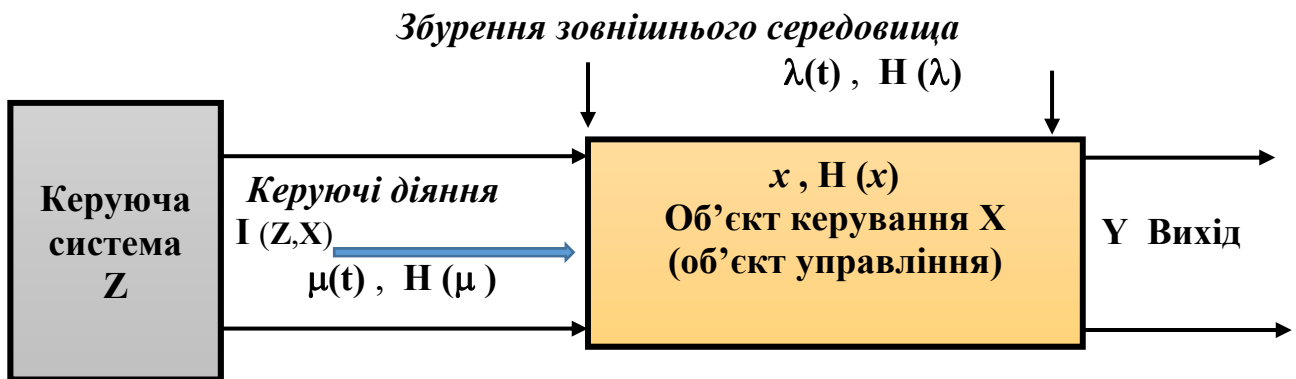 Збурення зовнішнього середовища
λ(t) , H (λ)
Керуюча
система
Z
Керуючі діяння
I (Z,X)
μ(t) , H (μ )
x , H (x)
Об’єкт керування X
(об’єкт управління)
Y Вихід